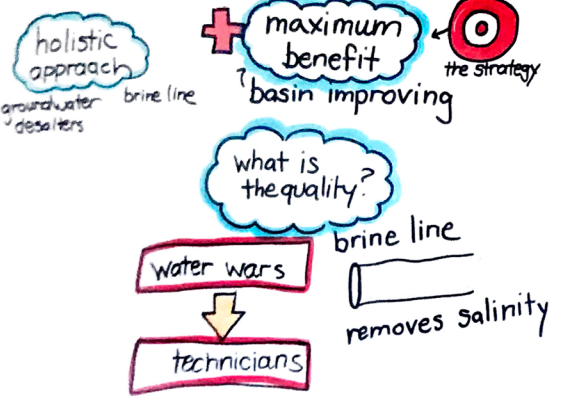 holistic
approach
groundwater
desalters
brine line
maximum
benefit
the strategy
? basin improving
what is
the quality?
water wars
brine line
technicians
removes salinity